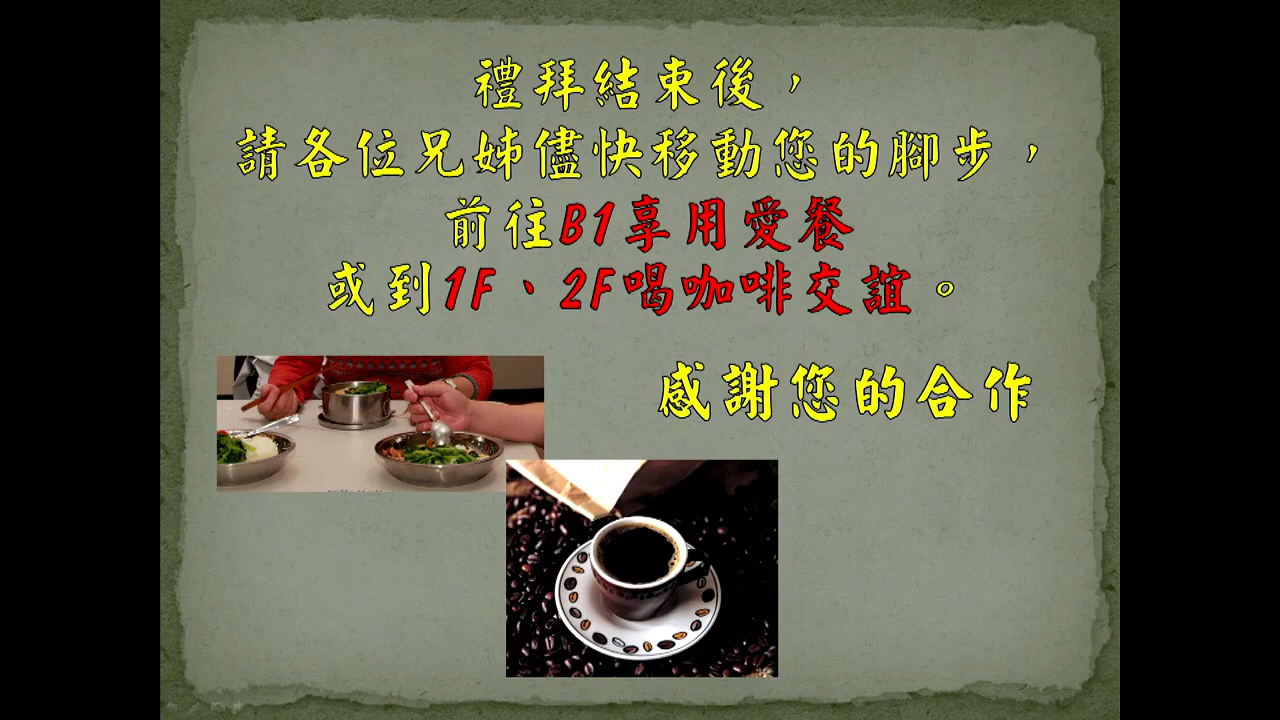 禮拜結束後，
請各位兄姊儘快移動您的腳步，
前往B1享用愛餐
或到1F、2F喝咖啡交誼。
感謝您的合作